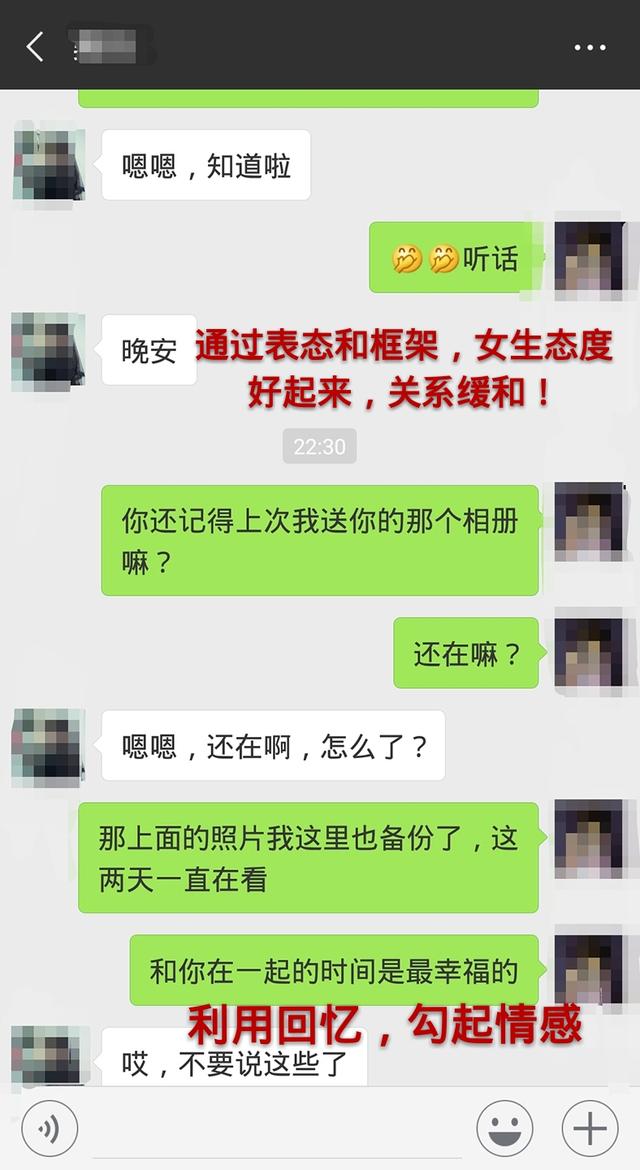 嗯嗯，知道啦
🤭🤭听话
晚安
通过表态和框架，女生态度
好起来，关系缓和！
22:30
你还记得上次我送你的那个相册
嘛？
还在嘛？
嗯嗯，还在啊，怎么了？
那上面的照片我这里也备份了，这
两天一直在看
和你在一起的时间是最幸福的
利用回忆，勾起情感
哎，不要说这些了